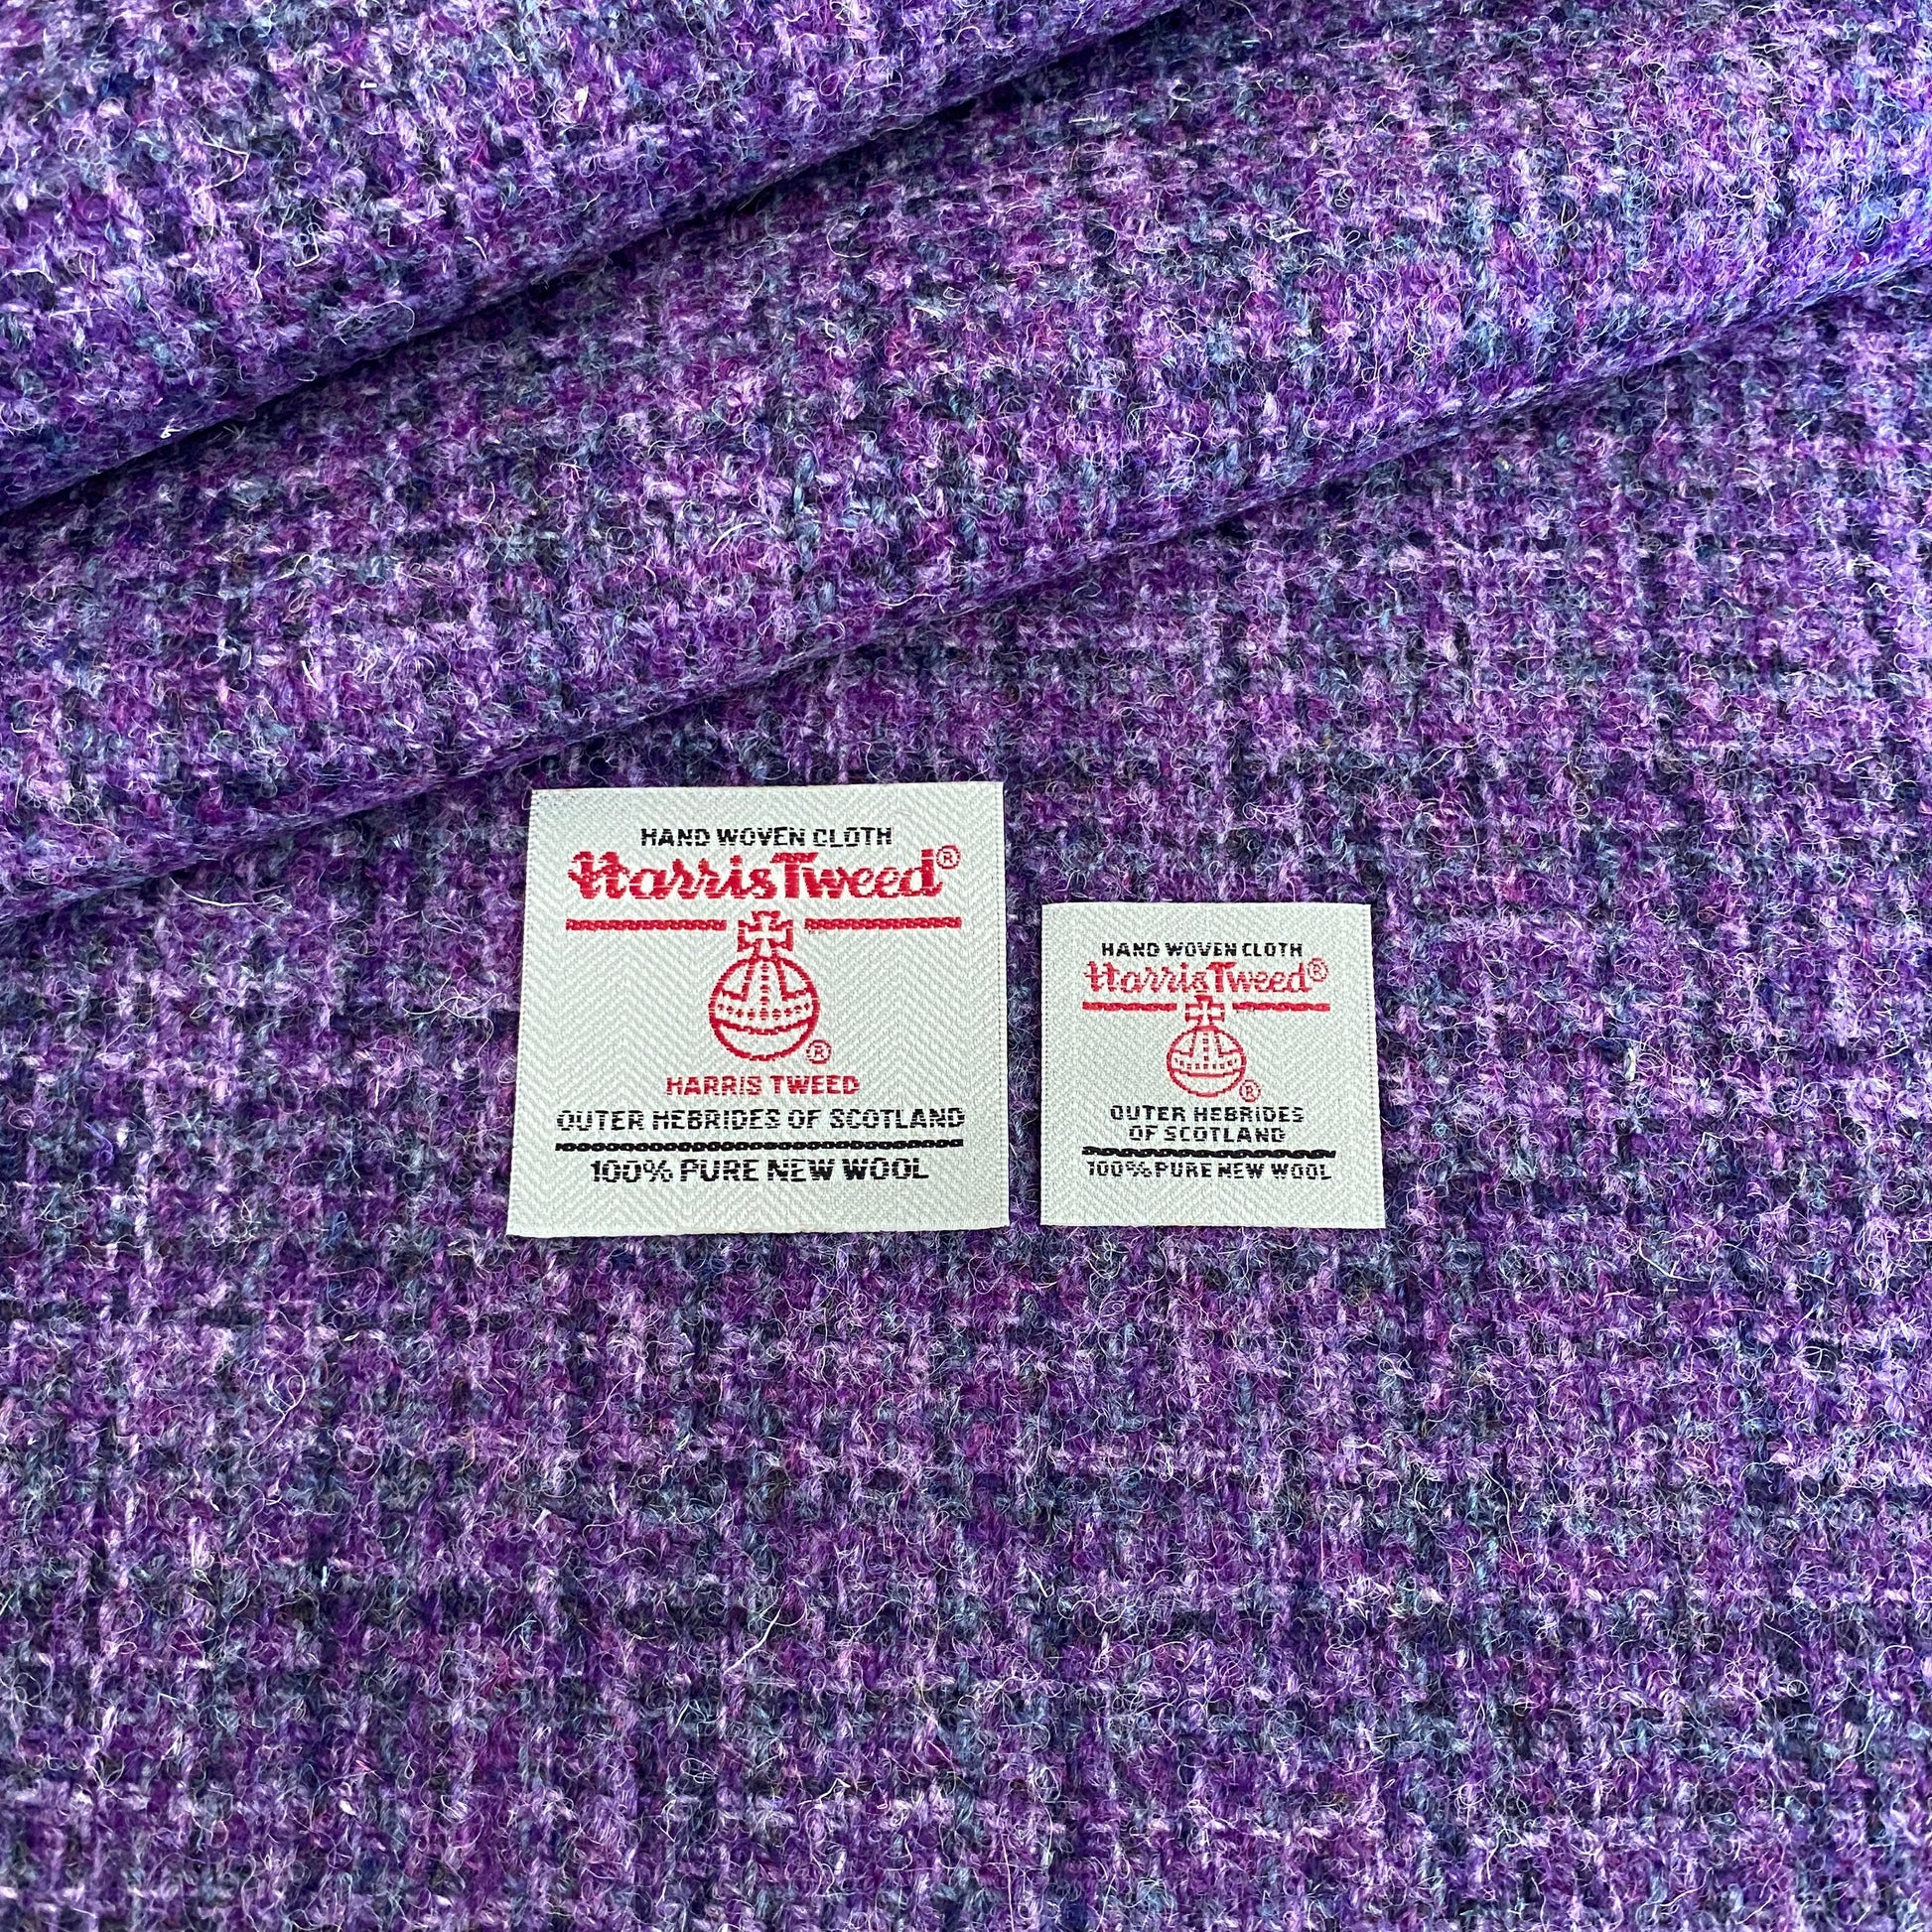 HAND WOVEN CLOTH
Harris Tweed®
®
HARRIS TWEED
OUTER HEBRIDES OF SCOTLAND
100% PURE NEW WOOL
HAND WOVEN CLOTH
Harris Tweed®
®
OUTER HEBRIDES
OF SCOTLAND
100% PURE NEW WOOL